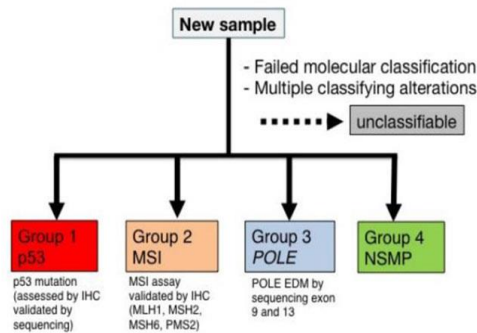 New sample
- Failed molecular classification
- Multiple classifying alterations
unclassifiable
Group 1
p53
p53 mutation
(assessed by IHC
validated by
sequencing)
Group 2
MSI
MSI assay
validated by IHC
(MLH1, MSH2,
MSH6, PMS2)
Group 3
POLE
POLE EDM by
sequencing exon
9 and 13
Group 4
NSMP